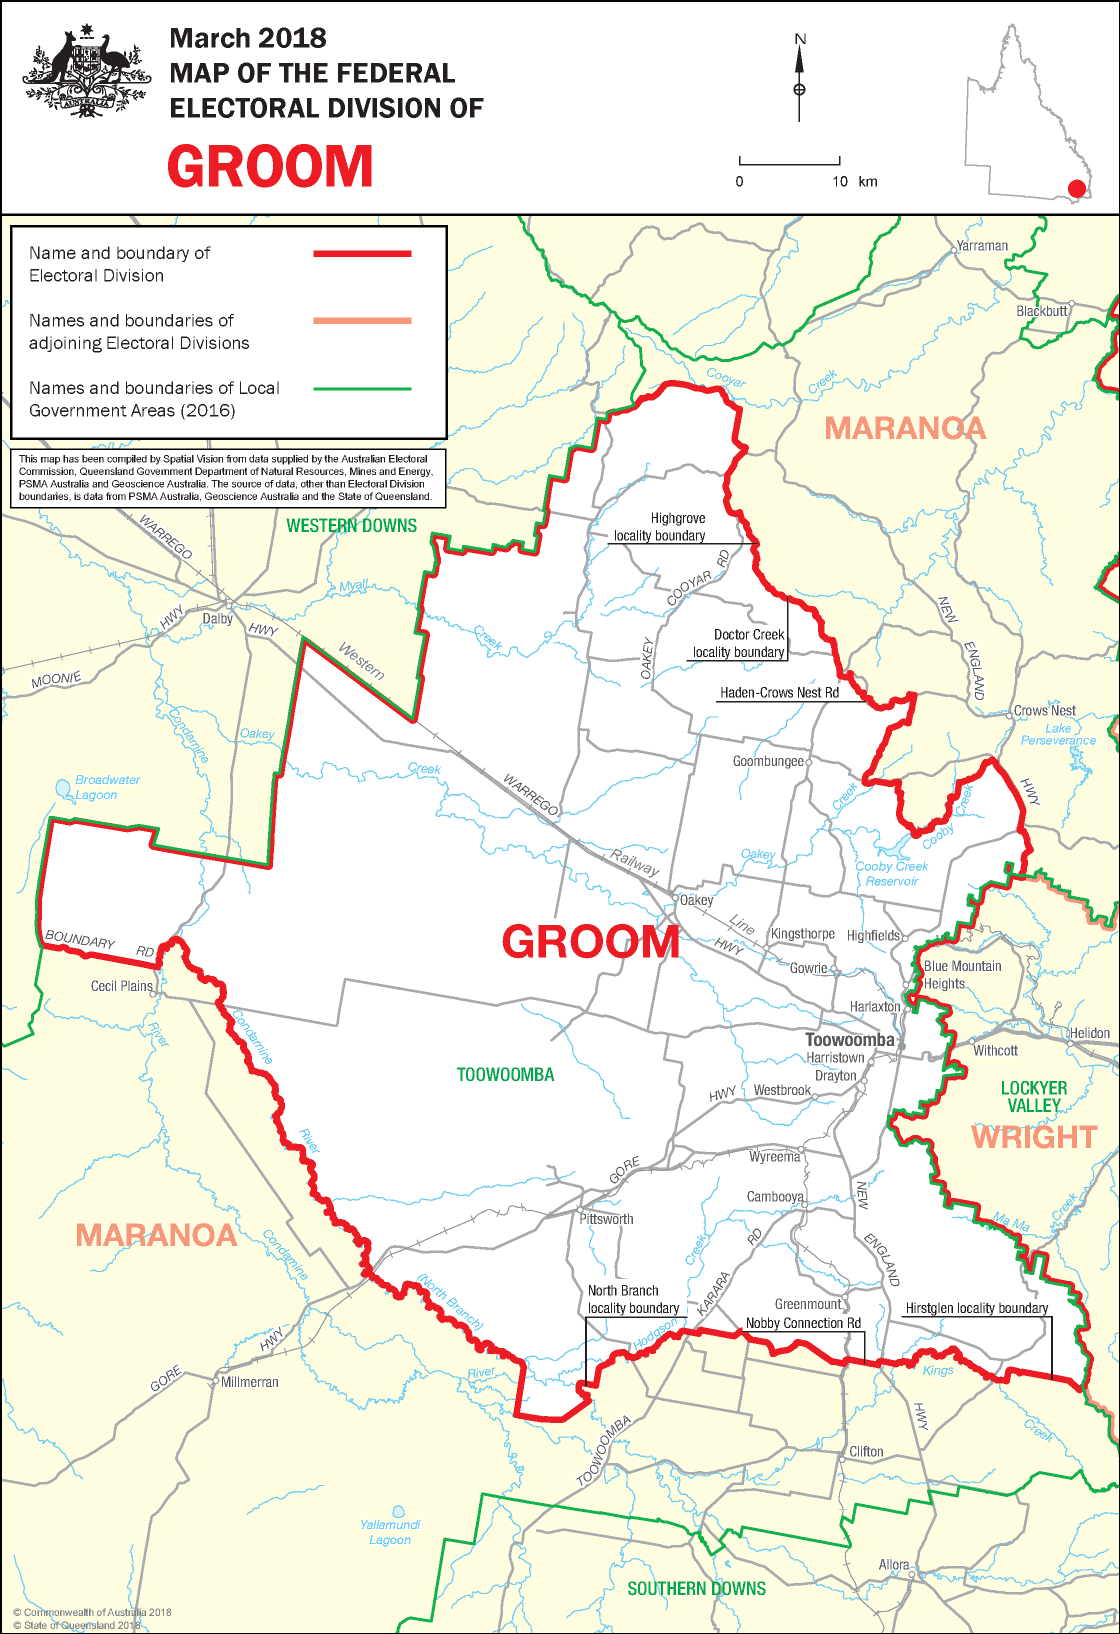 March 2018
MAP OF THE FEDERAL
ELECTORAL DIVISION OF
GROOM
AUSTRALIA
N
0 10 km
Name and boundary of
Electoral Division
Names and boundaries of
adjoining Electoral Divisions
Names and boundaries of Local
Government Areas (2016)
This map has been compiled by Spatial Vision from data supplied by the Australian Electoral
Commission, Queensland Government Department of Natural Resources, Mines and Energy,
PSMA Australia and Geoscience Australia. The source of data, other than Electoral Division
boundaries, is data from PSMA Australia, Geoscience Australia and the State of Queensland.
Yarraman
Blackbutt
Cooyar
Creek
MARANOA
WESTERN DOWNS
WARREGO
Highgrove
locality boundary
Myall
Creek
COOYAR RD
OAKEY
HWY
Dalby
HWY
Western
MOONIE
Doctor Creek
locality boundary
NEW
ENGLAND
Haden-Crows Nest Rd
Crows Nest
Lake
Perseverance
Condamine
Oakey
Creek
Goombungee
Broadwater
Lagoon
WARREGO
HWY
Creek
Cooby Creek
Railway
Oakey
Cooby Creek
Reservoir
Oakey
Line
HWY
GROOM
Kingsthorpe
Highfields
BOUNDARY RD
Gowrie
Blue Mountain
Heights
Cecil Plains
Harlaxton
River
Condamine
Toowoomba
Helidon
Withcott
Harristown
Drayton
TOOWOOMBA
Westbrook
HWY
LOCKYER
VALLEY
WRIGHT
River
GORE
Wyreema
Cambooya
NEW
Pittsworth
Creek
Ma Ma
MARANOA
Condamine
RD
ENGLAND
(North Branch)
North Branch
locality boundary
KARARA
Greenmount
Hirstglen locality boundary
Nobby Connection Rd
Hodgson
HWY
River
Kings
GORE
Millmerran
HWY
Creek
TOOWOOMBA
Clifton
Yallamundi
Lagoon
Allora
SOUTHERN DOWNS
© Commonwealth of Australia 2018
© State of Queensland 2018
Creek